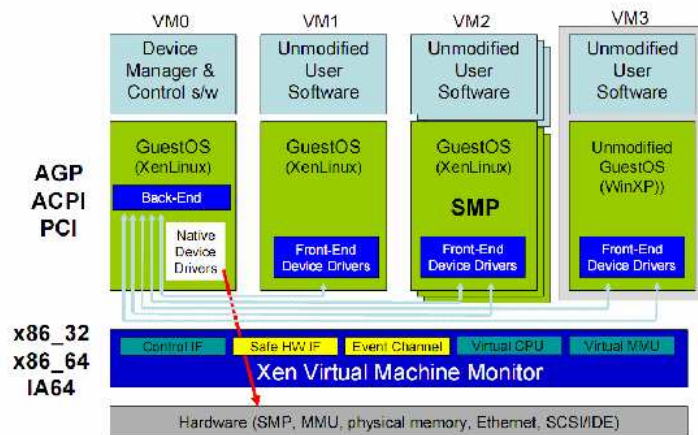 VM0
VM1
VM2
VM3
Device
Manager &
Control s/w
Unmodified
User
Software
Unmodified
User
Software
Unmodified
User
Software
AGP
ACPI
PCI
GuestOS
(XenLinux)
Back-End
Native
Device
Drivers
GuestOS
(XenLinux)
Front-End
Device Drivers
GuestOS
(XenLinux)
SMP
Front-End
Device Drivers
Unmodified
GuestOS
(WinXP))
Front-End
Device Drivers
x86_32
x86_64
IA64
Control IF
Safe HW IF
Event Channel
Virtual CPU
Virtual MMU
Xen Virtual Machine Monitor
Hardware (SMP, MMU, physical memory, Ethernet, SCSI/IDE)